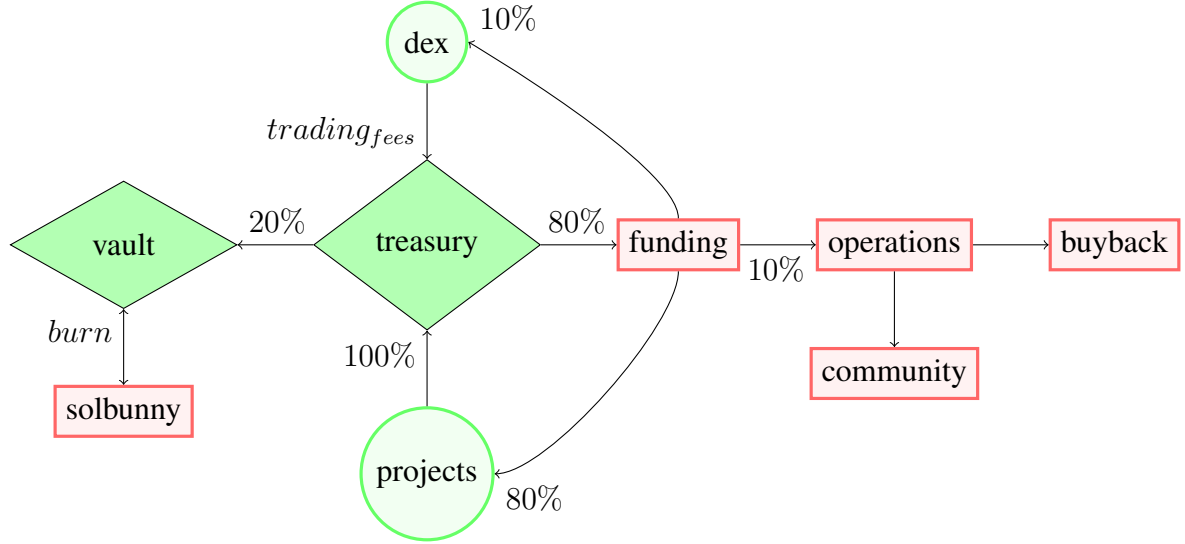 dex
10%
trading_fees
vault
20%
treasury
80%
funding
10%
operations
buyback
burn
100%
community
solbunny
projects
80%